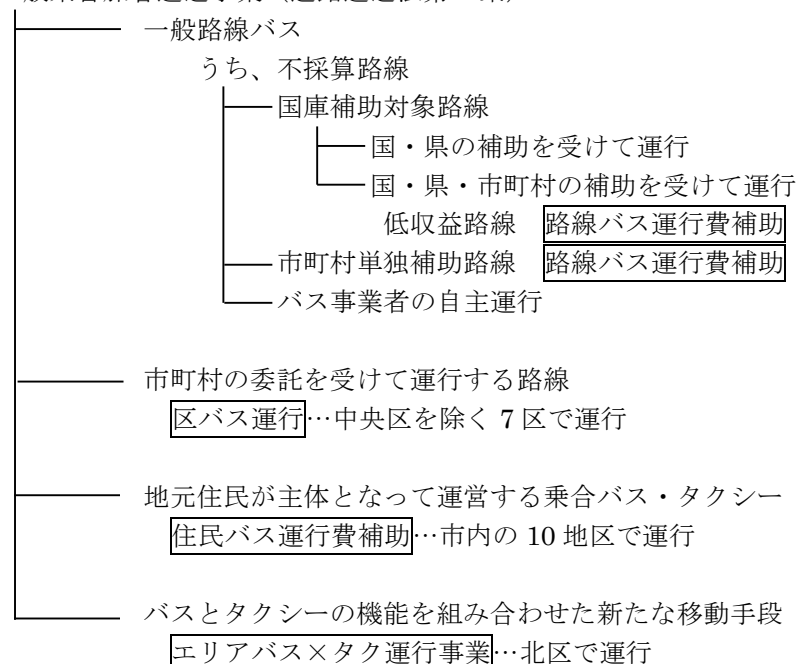 一般路線バス
うち、不採算路線
国庫補助対象路線
国・県の補助を受けて運行
国・県・市町村の補助を受けて運行
低収益路線 路線バス運行費補助
市町村単独補助路線 路線バス運行費補助
バス事業者の自主運行
市町村の委託を受けて運行する路線
区バス運行…中央区を除く 7 区で運行
地元住民が主体となって運営する乗合バス・タクシー
住民バス運行費補助…市内の 10 地区で運行
バスとタクシーの機能を組み合わせた新たな移動手段
エリアバス×タク運行事業…北区で運行